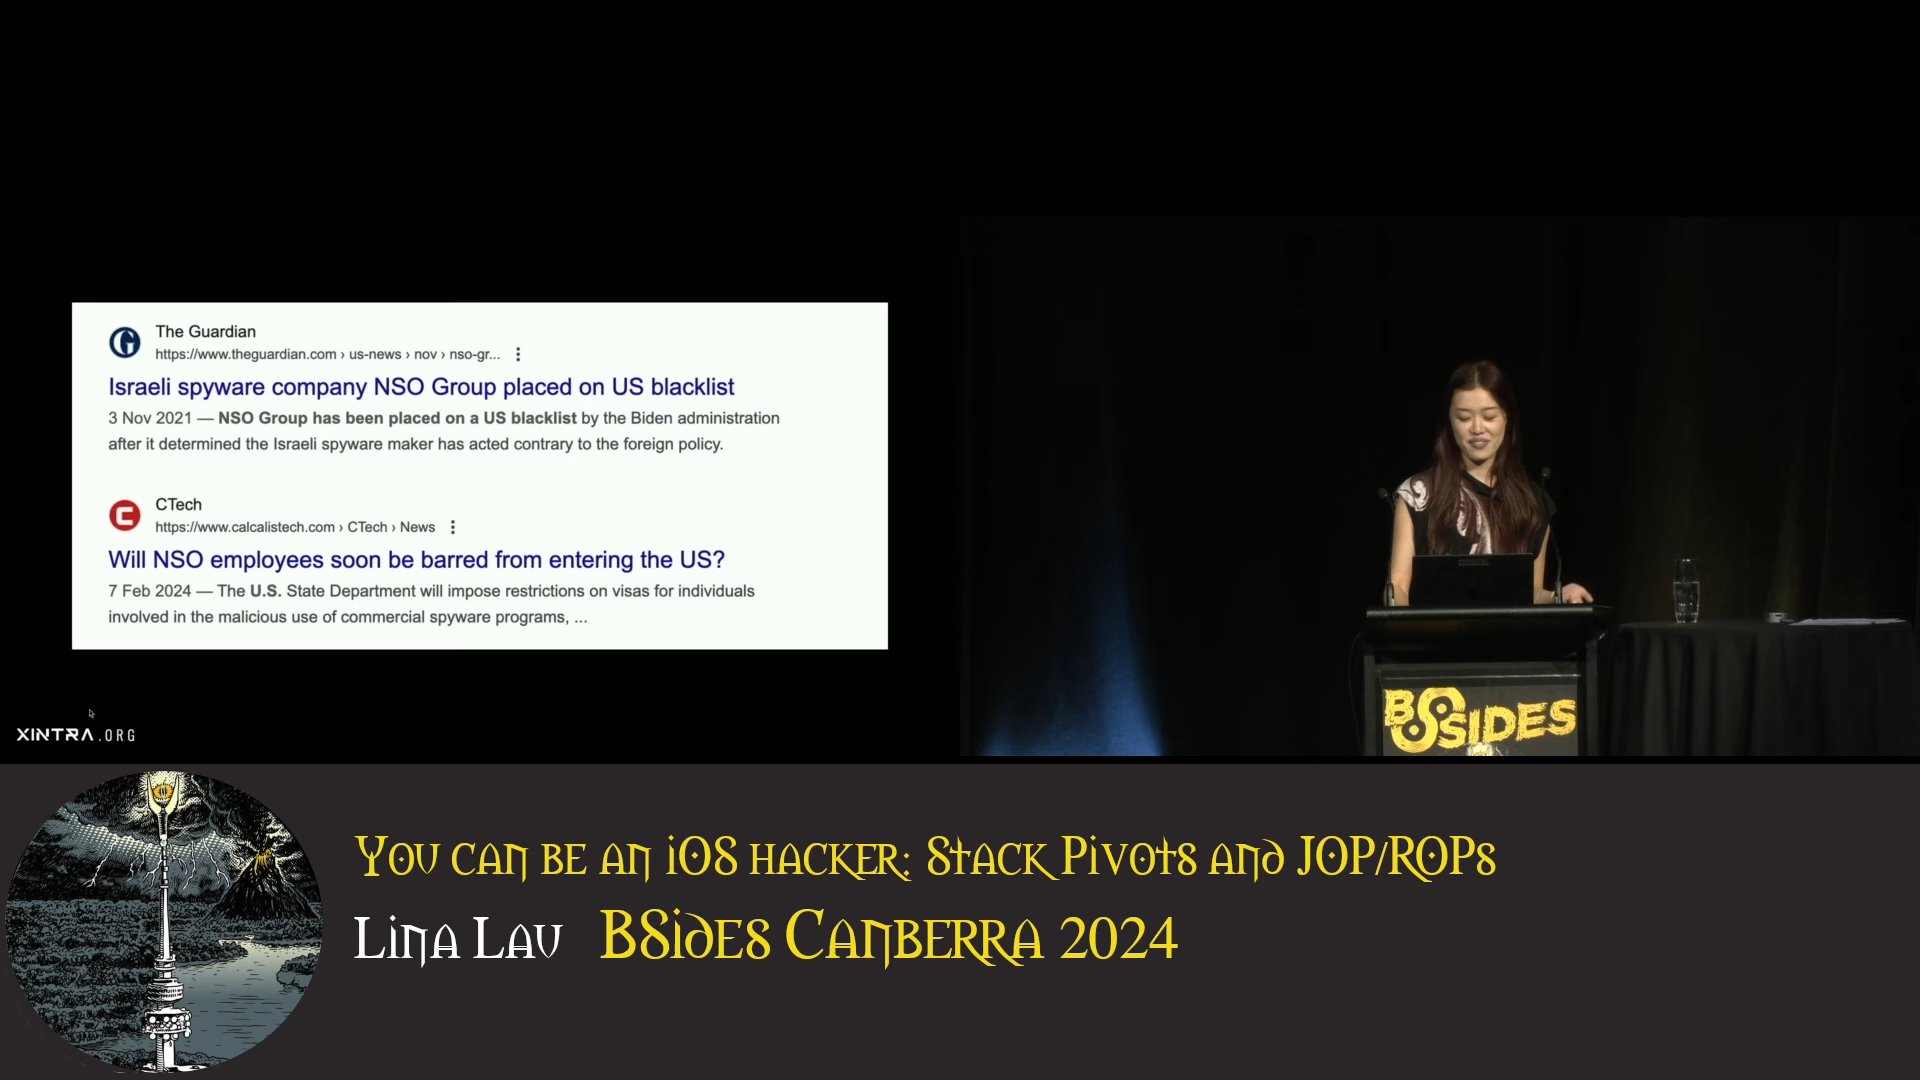 The Guardian
https://www.theguardian.com › us-news › nov › nso-gr...
Israeli spyware company NSO Group placed on US blacklist
3 Nov 2021 — NSO Group has been placed on a US blacklist by the Biden administration
after it determined the Israeli spyware maker has acted contrary to the foreign policy.
CTech
https://www.calcalistech.com › CTech › News
Will NSO employees soon be barred from entering the US?
7 Feb 2024 — The U.S. State Department will impose restrictions on visas for individuals
involved in the malicious use of commercial spyware programs, ...
XINTRA.ORG
BSIDES
You can be an iOS hacker: Stack Pivots and JOP/ROPs
Lina Lau BSides Canberra 2024